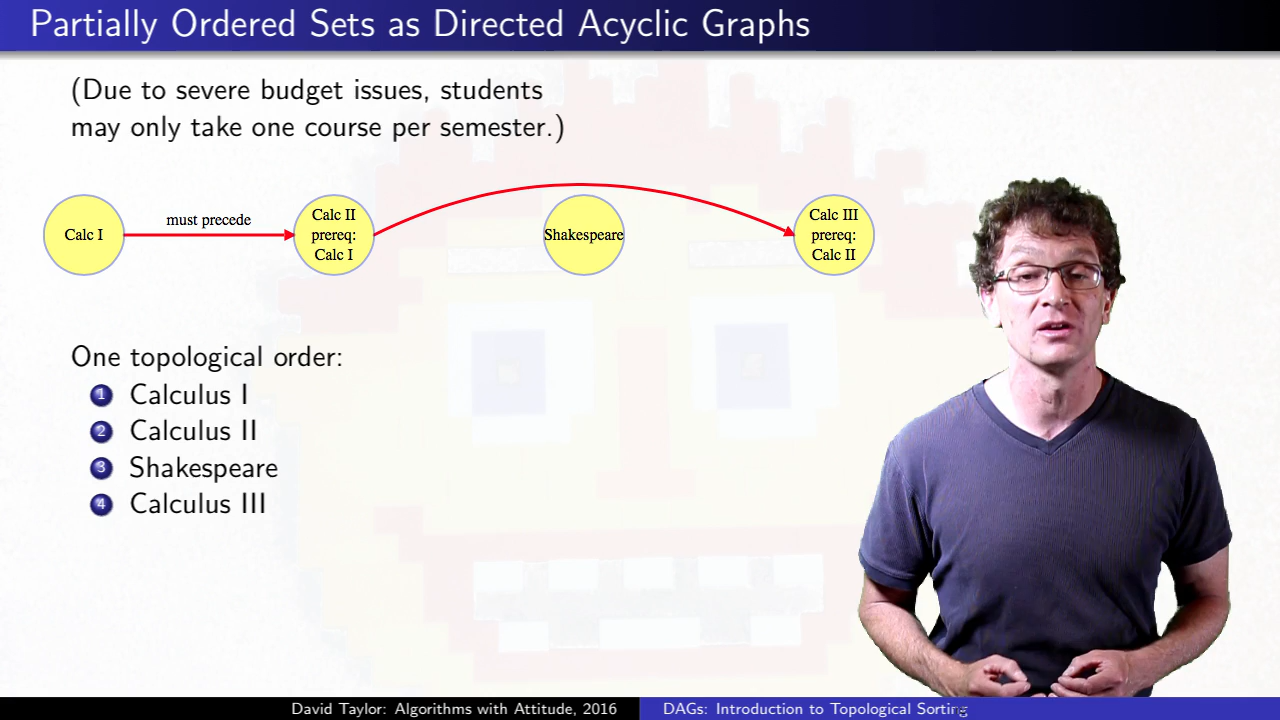 Partially Ordered Sets as Directed Acyclic Graphs
(Due to severe budget issues, students
may only take one course per semester.)
Calc I
must precede
Calc II
prereq:
Calc I
Shakespeare
Calc III
prereq:
Calc II
One topological order:
1 Calculus I
2 Calculus II
3 Shakespeare
4 Calculus III
David Taylor: Algorithms with Attitude, 2016
DAGs: Introduction to Topological Sorting